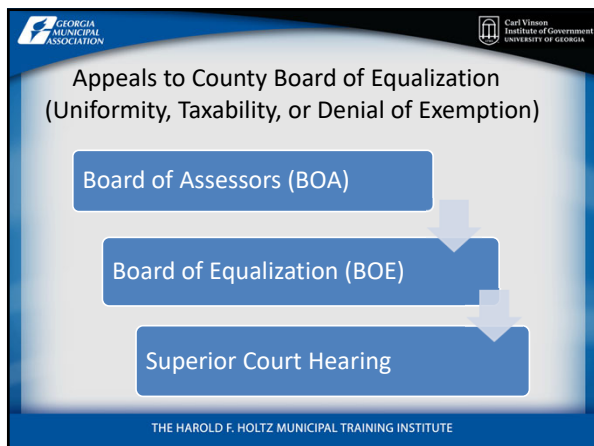 GEORGIA
MUNICIPAL
ASSOCIATION
Carl Vinson
Institute of Government
UNIVERSITY OF GEORGIA
Appeals to County Board of Equalization
(Uniformity, Taxability, or Denial of Exemption)
Board of Assessors (BOA)
Board of Equalization (BOE)
Superior Court Hearing
THE HAROLD F. HOLTZ MUNICIPAL TRAINING INSTITUTE